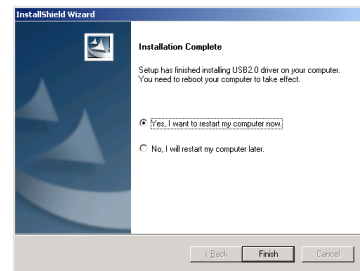 InstallShield Wizard
Installation Complete
Setup has finished installing USB2.0 driver on your computer.
You need to reboot your computer to take effect.
Yes, I want to restart my computer now.
No, I will restart my computer later.
< Back Finish Cancel